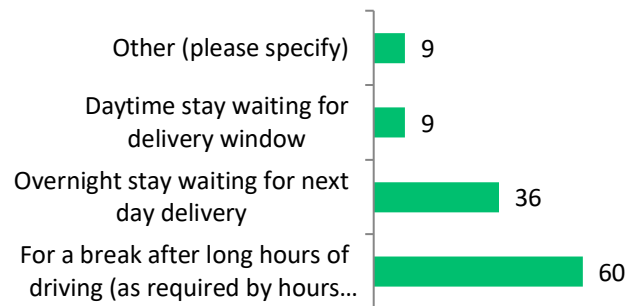 Other (please specify)
9
Daytime stay waiting for
delivery window
9
Overnight stay waiting for next
day delivery
36
For a break after long hours of
driving (as required by hours...
60